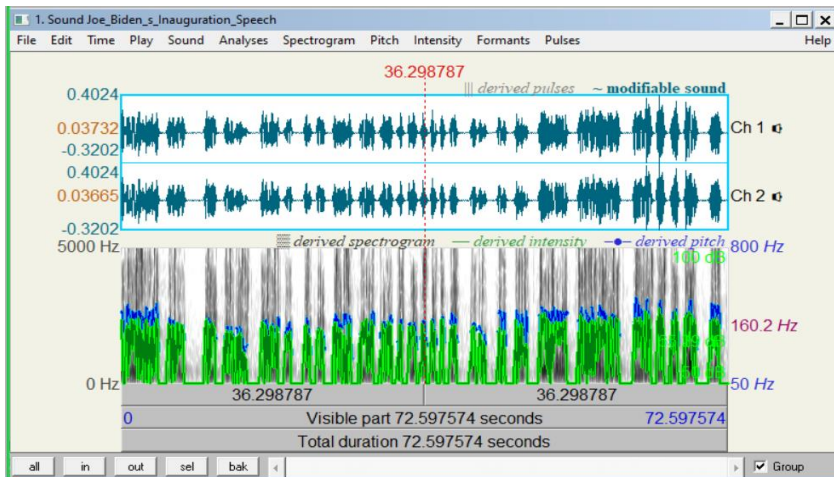 1. Sound Joe_Biden_s_Inauguration_Speech
File Edit Time Play Sound Analyses Spectrogram Pitch Intensity Formants Pulses Help
36.298787
derived pulses ~ modifiable sound
0.4024
0.03732
-0.3202
Ch 1
0.4024
0.03665
-0.3202
Ch 2
derived spectrogram derived intensity derived pitch
5000 Hz
800 Hz
100 dB
160.2 Hz
0 Hz
50 Hz
36.298787 36.298787
0 Visible part 72.597574 seconds 72.597574
Total duration 72.597574 seconds
all in out sel bak Group